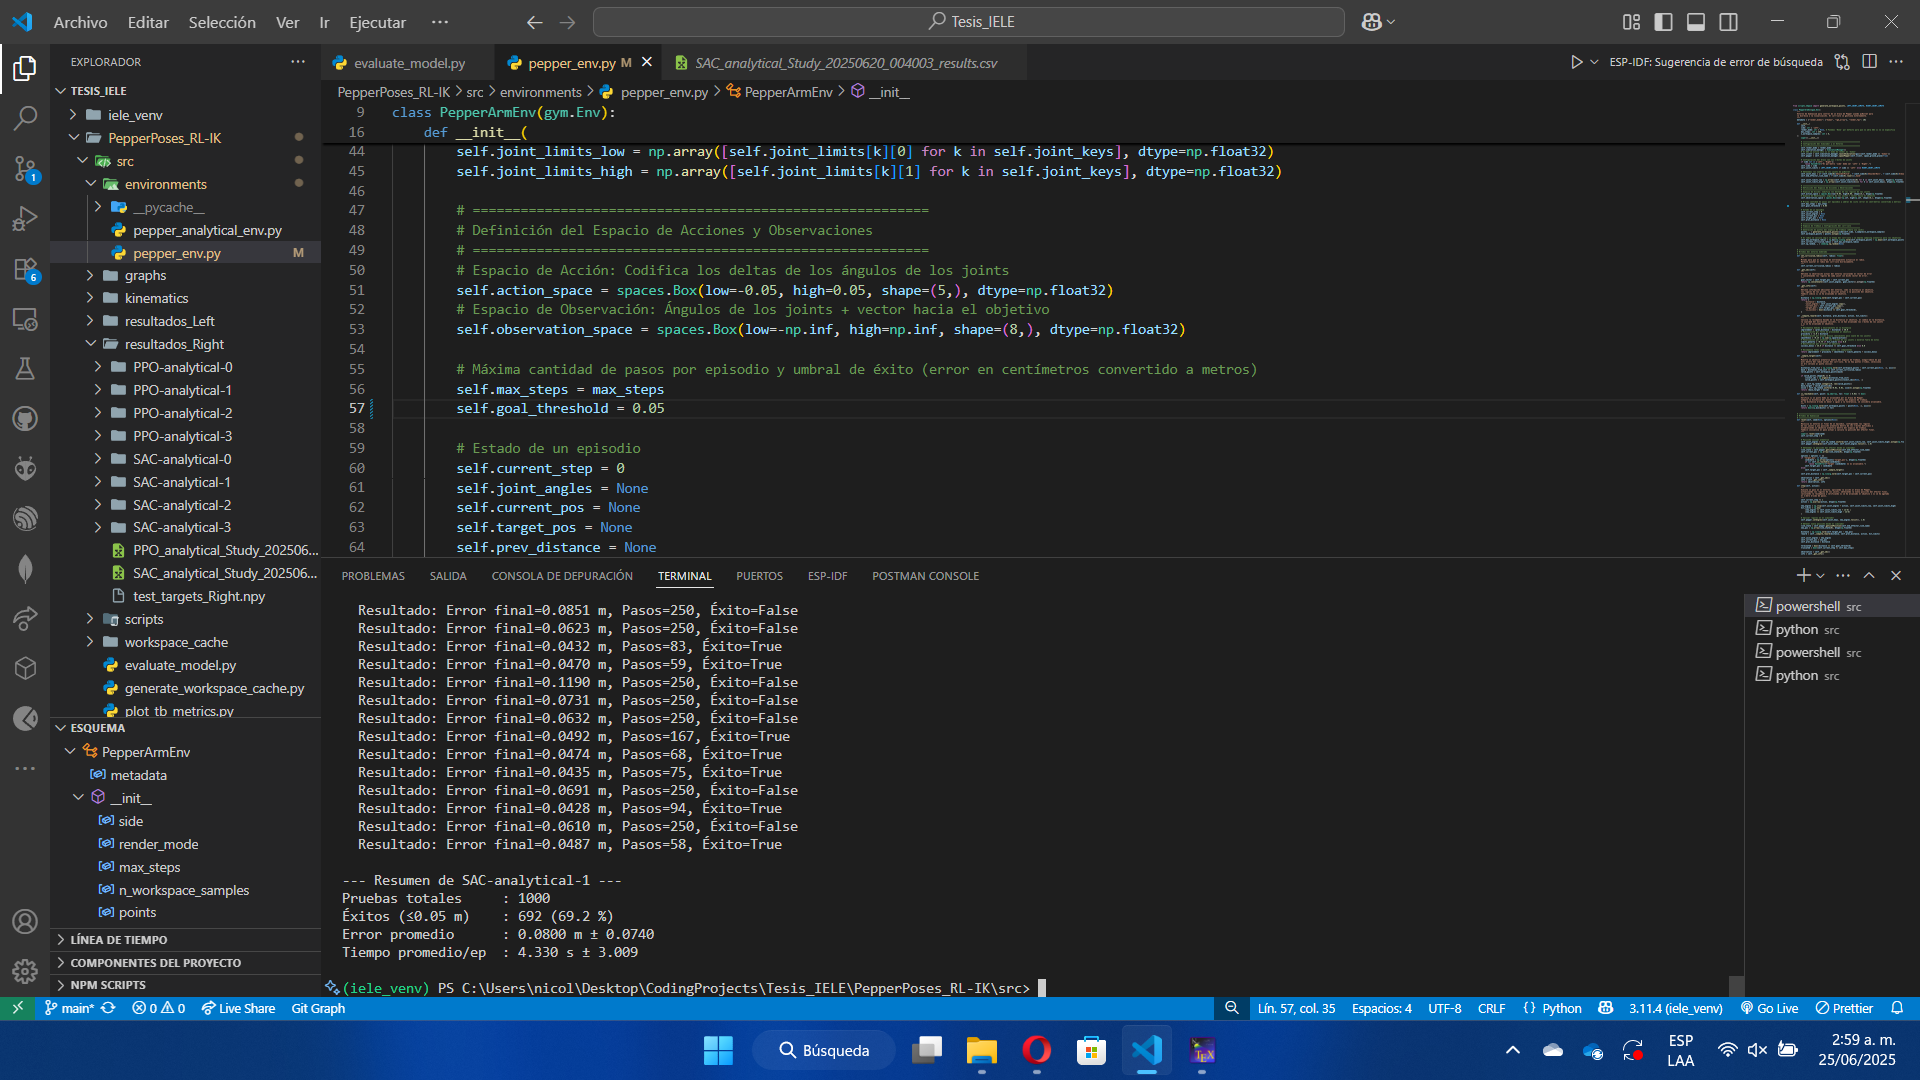 Archivo Editar Selección Ver Ir Ejecutar ···
Tesis_IELE
EXPLORADOR
TESIS_IELE
iele_venv
PepperPoses_RL-IK
src
environments
__pycache__
pepper_analytical_env.py
pepper_env.py M
graphs
kinematics
resultados_Left
resultados_Right
PPO-analytical-0
PPO-analytical-1
PPO-analytical-2
PPO-analytical-3
SAC-analytical-0
SAC-analytical-1
SAC-analytical-2
SAC-analytical-3
PPO_analytical_Study_202506...
SAC_analytical_Study_202506...
test_targets_Right.npy
scripts
workspace_cache
evaluate_model.py
generate_workspace_cache.py
plot_tb_metrics.py
ESQUEMA
PepperArmEnv
metadata
__init__
side
render_mode
max_steps
n_workspace_samples
points
LÍNEA DE TIEMPO
COMPONENTES DEL PROYECTO
NPM SCRIPTS
1
6
evaluate_model.py
pepper_env.py M
SAC_analytical_Study_20250620_004003_results.csv
ESP-IDF: Sugerencia de error de búsqueda
PepperPoses_RL-IK > src > environments > pepper_env.py > PepperArmEnv > __init__
9 class PepperArmEnv(gym.Env):
16 def __init__(
44 self.joint_limits_low = np.array([self.joint_limits[k][0] for k in self.joint_keys], dtype=np.float32)
45 self.joint_limits_high = np.array([self.joint_limits[k][1] for k in self.joint_keys], dtype=np.float32)
46
47 # =========================================================
48 # Definición del Espacio de Acciones y Observaciones
49 # =========================================================
50 # Espacio de Acción: Codifica los deltas de los ángulos de los joints
51 self.action_space = spaces.Box(low=-0.05, high=0.05, shape=(5,), dtype=np.float32)
52 # Espacio de Observación: Ángulos de los joints + vector hacia el objetivo
53 self.observation_space = spaces.Box(low=-np.inf, high=np.inf, shape=(8,), dtype=np.float32)
54
55 # Máxima cantidad de pasos por episodio y umbral de éxito (error en centímetros convertido a metros)
56 self.max_steps = max_steps
57 self.goal_threshold = 0.05
58
59 # Estado de un episodio
60 self.current_step = 0
61 self.joint_angles = None
62 self.current_pos = None
63 self.target_pos = None
64 self.prev_distance = None
PROBLEMAS SALIDA CONSOLA DE DEPURACIÓN TERMINAL PUERTOS ESP-IDF POSTMAN CONSOLE
Resultado: Error final=0.0851 m, Pasos=250, Éxito=False
Resultado: Error final=0.0623 m, Pasos=250, Éxito=False
Resultado: Error final=0.0432 m, Pasos=83, Éxito=True
Resultado: Error final=0.0470 m, Pasos=59, Éxito=True
Resultado: Error final=0.1190 m, Pasos=250, Éxito=False
Resultado: Error final=0.0731 m, Pasos=250, Éxito=False
Resultado: Error final=0.0632 m, Pasos=250, Éxito=False
Resultado: Error final=0.0492 m, Pasos=167, Éxito=True
Resultado: Error final=0.0474 m, Pasos=68, Éxito=True
Resultado: Error final=0.0435 m, Pasos=75, Éxito=True
Resultado: Error final=0.0691 m, Pasos=250, Éxito=False
Resultado: Error final=0.0428 m, Pasos=94, Éxito=True
Resultado: Error final=0.0610 m, Pasos=250, Éxito=False
Resultado: Error final=0.0487 m, Pasos=58, Éxito=True
--- Resumen de SAC-analytical-1 ---
Pruebas totales : 1000
Éxitos (≤0.05 m) : 692 (69.2 %)
Error promedio : 0.0800 m ± 0.0740
Tiempo promedio/ep : 4.330 s ± 3.009
(iele_venv) PS C:\Users\nicol\Desktop\CodingProjects\Tesis_IELE\PepperPoses_RL-IK\src>
powershell src
python src
powershell src
python src
main* 0 0 Live Share Git Graph
Lín. 57, col. 35 Espacios: 4 UTF-8 CRLF {} Python 3.11.4 (iele_venv) Go Live Prettier
Búsqueda
ESP
LAA
2:59 a. m.
25/06/2025